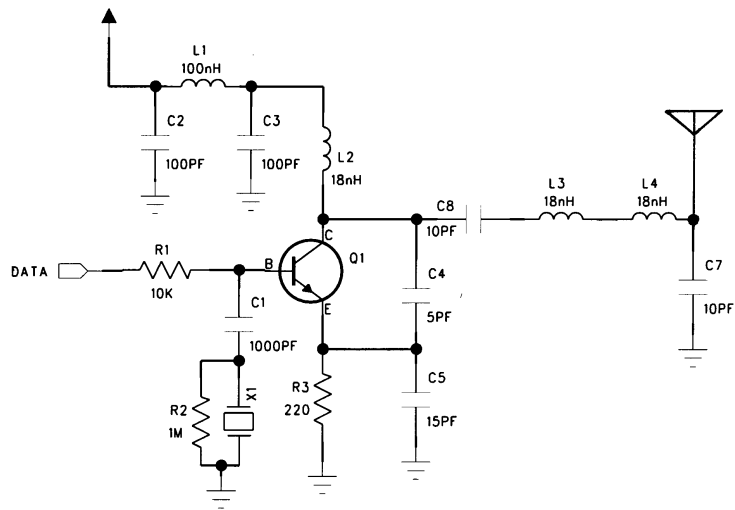 L1
100nH
C2
100PF
C3
100PF
L2
18nH
C8
10PF
L3
18nH
L4
18nH
C
B
Q1
E
R1
10K
DATA
C1
1000PF
C4
5PF
C7
10PF
R2
1M
X1
R3
220
C5
15PF